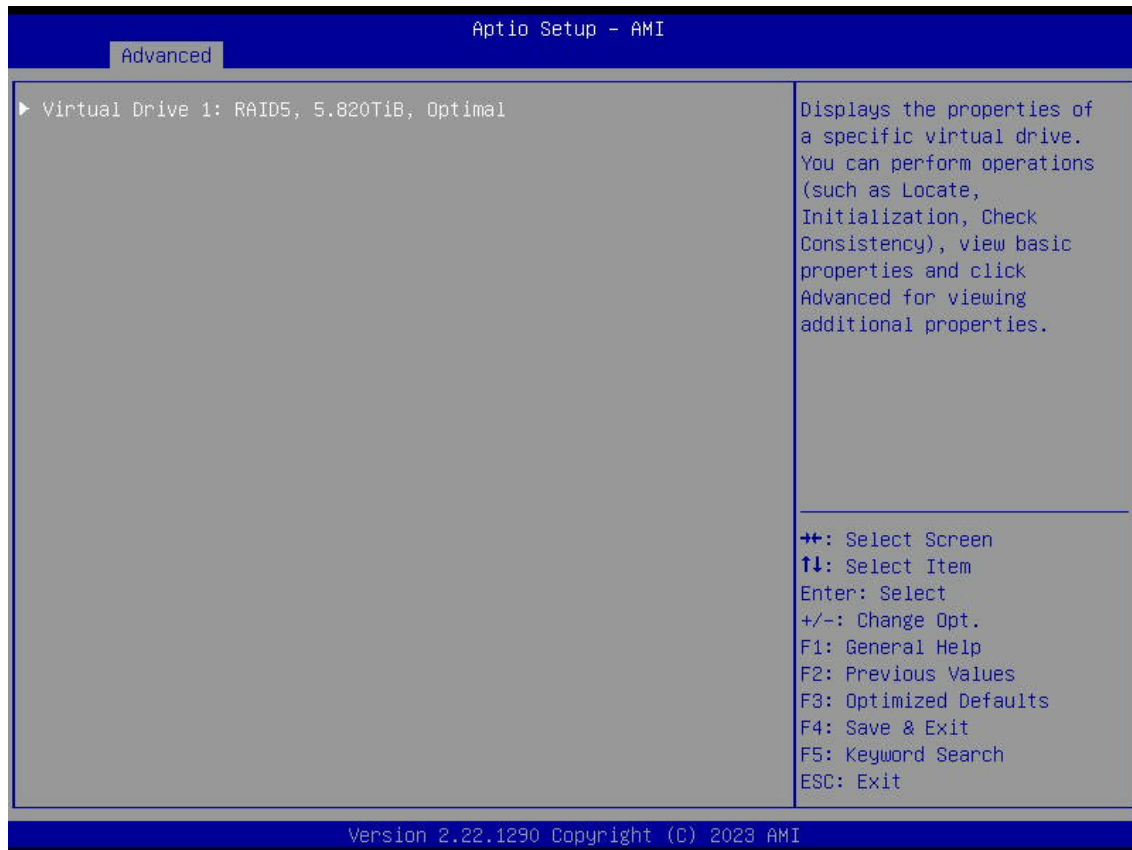 Aptio Setup - AMI
Advanced
▶ Virtual Drive 1: RAID5, 5.820TiB, Optimal
Displays the properties of
a specific virtual drive.
You can perform operations
(such as Locate,
Initialization, Check
Consistency), view basic
properties and click
Advanced for viewing
additional properties.
→←: Select Screen
↑↓: Select Item
Enter: Select
+/-: Change Opt.
F1: General Help
F2: Previous Values
F3: Optimized Defaults
F4: Save & Exit
F5: Keyword Search
ESC: Exit
Version 2.22.1290 Copyright (C) 2023 AMI